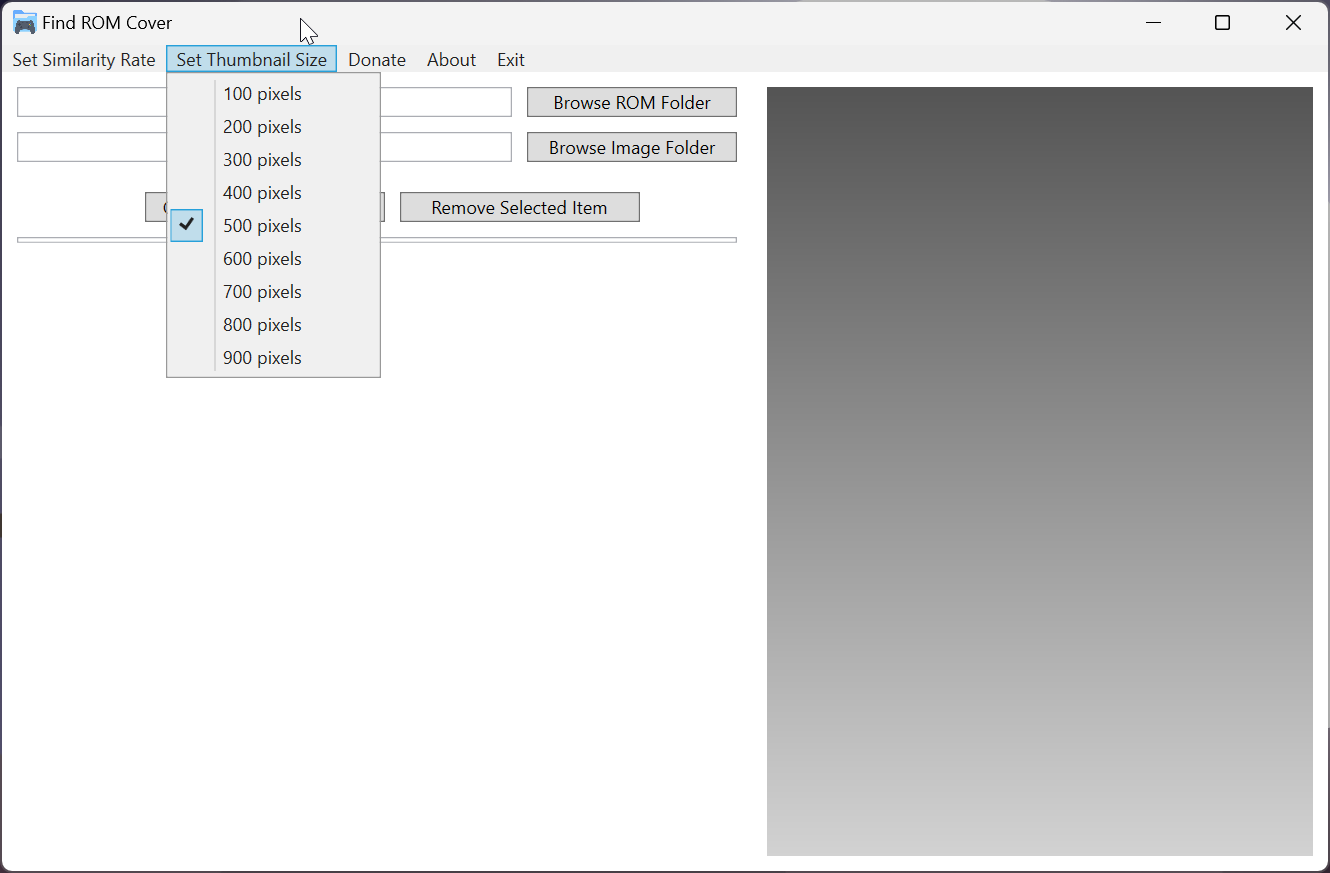 Find ROM Cover
Set Similarity Rate Set Thumbnail Size Donate About Exit
Browse ROM Folder
Browse Image Folder
Remove Selected Item
100 pixels
200 pixels
300 pixels
400 pixels
500 pixels
600 pixels
700 pixels
800 pixels
900 pixels